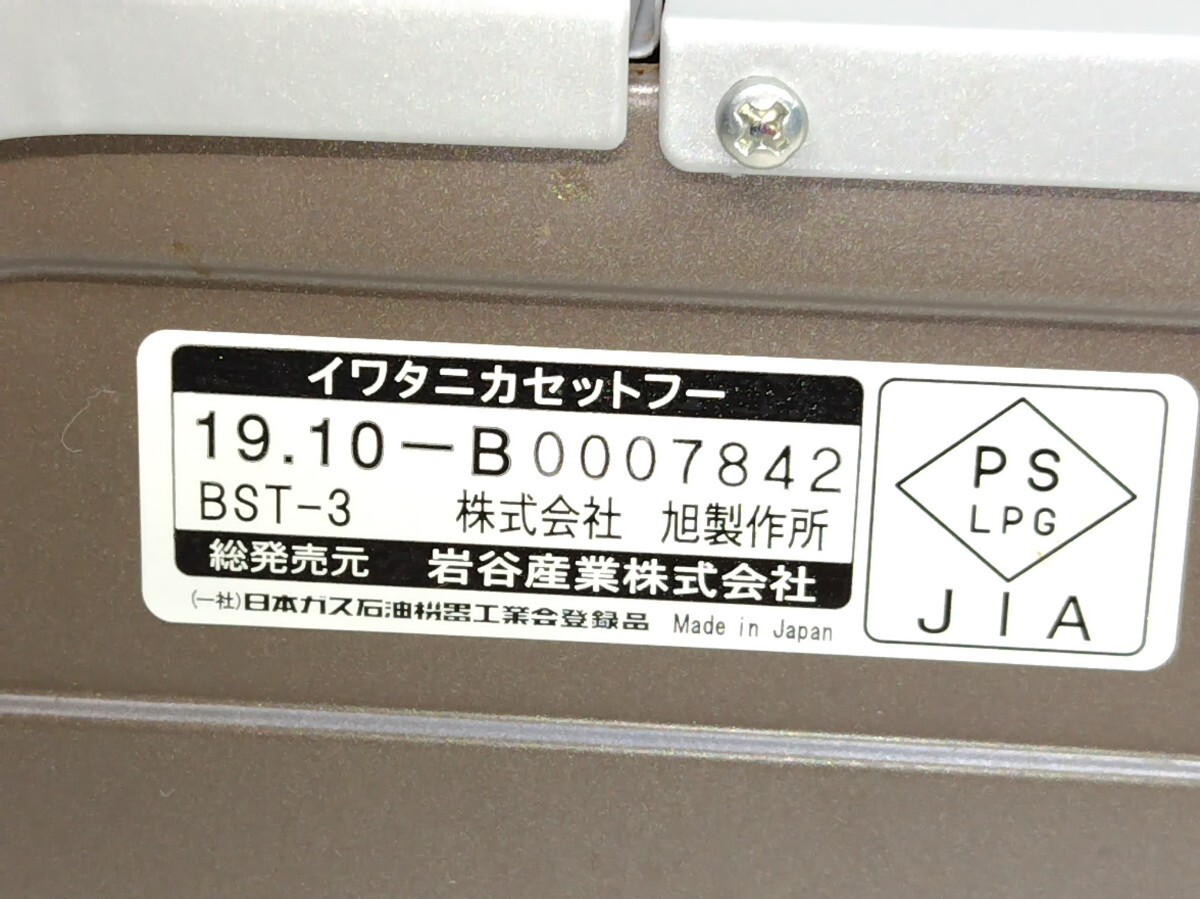 イワタニカセットフー
19.10-B0007842
BST-3 株式会社 旭製作所
総発売元 岩谷産業株式会社
(一社)日本ガス石油機器工業会登録品 Made in Japan
PS
LPG
JIA